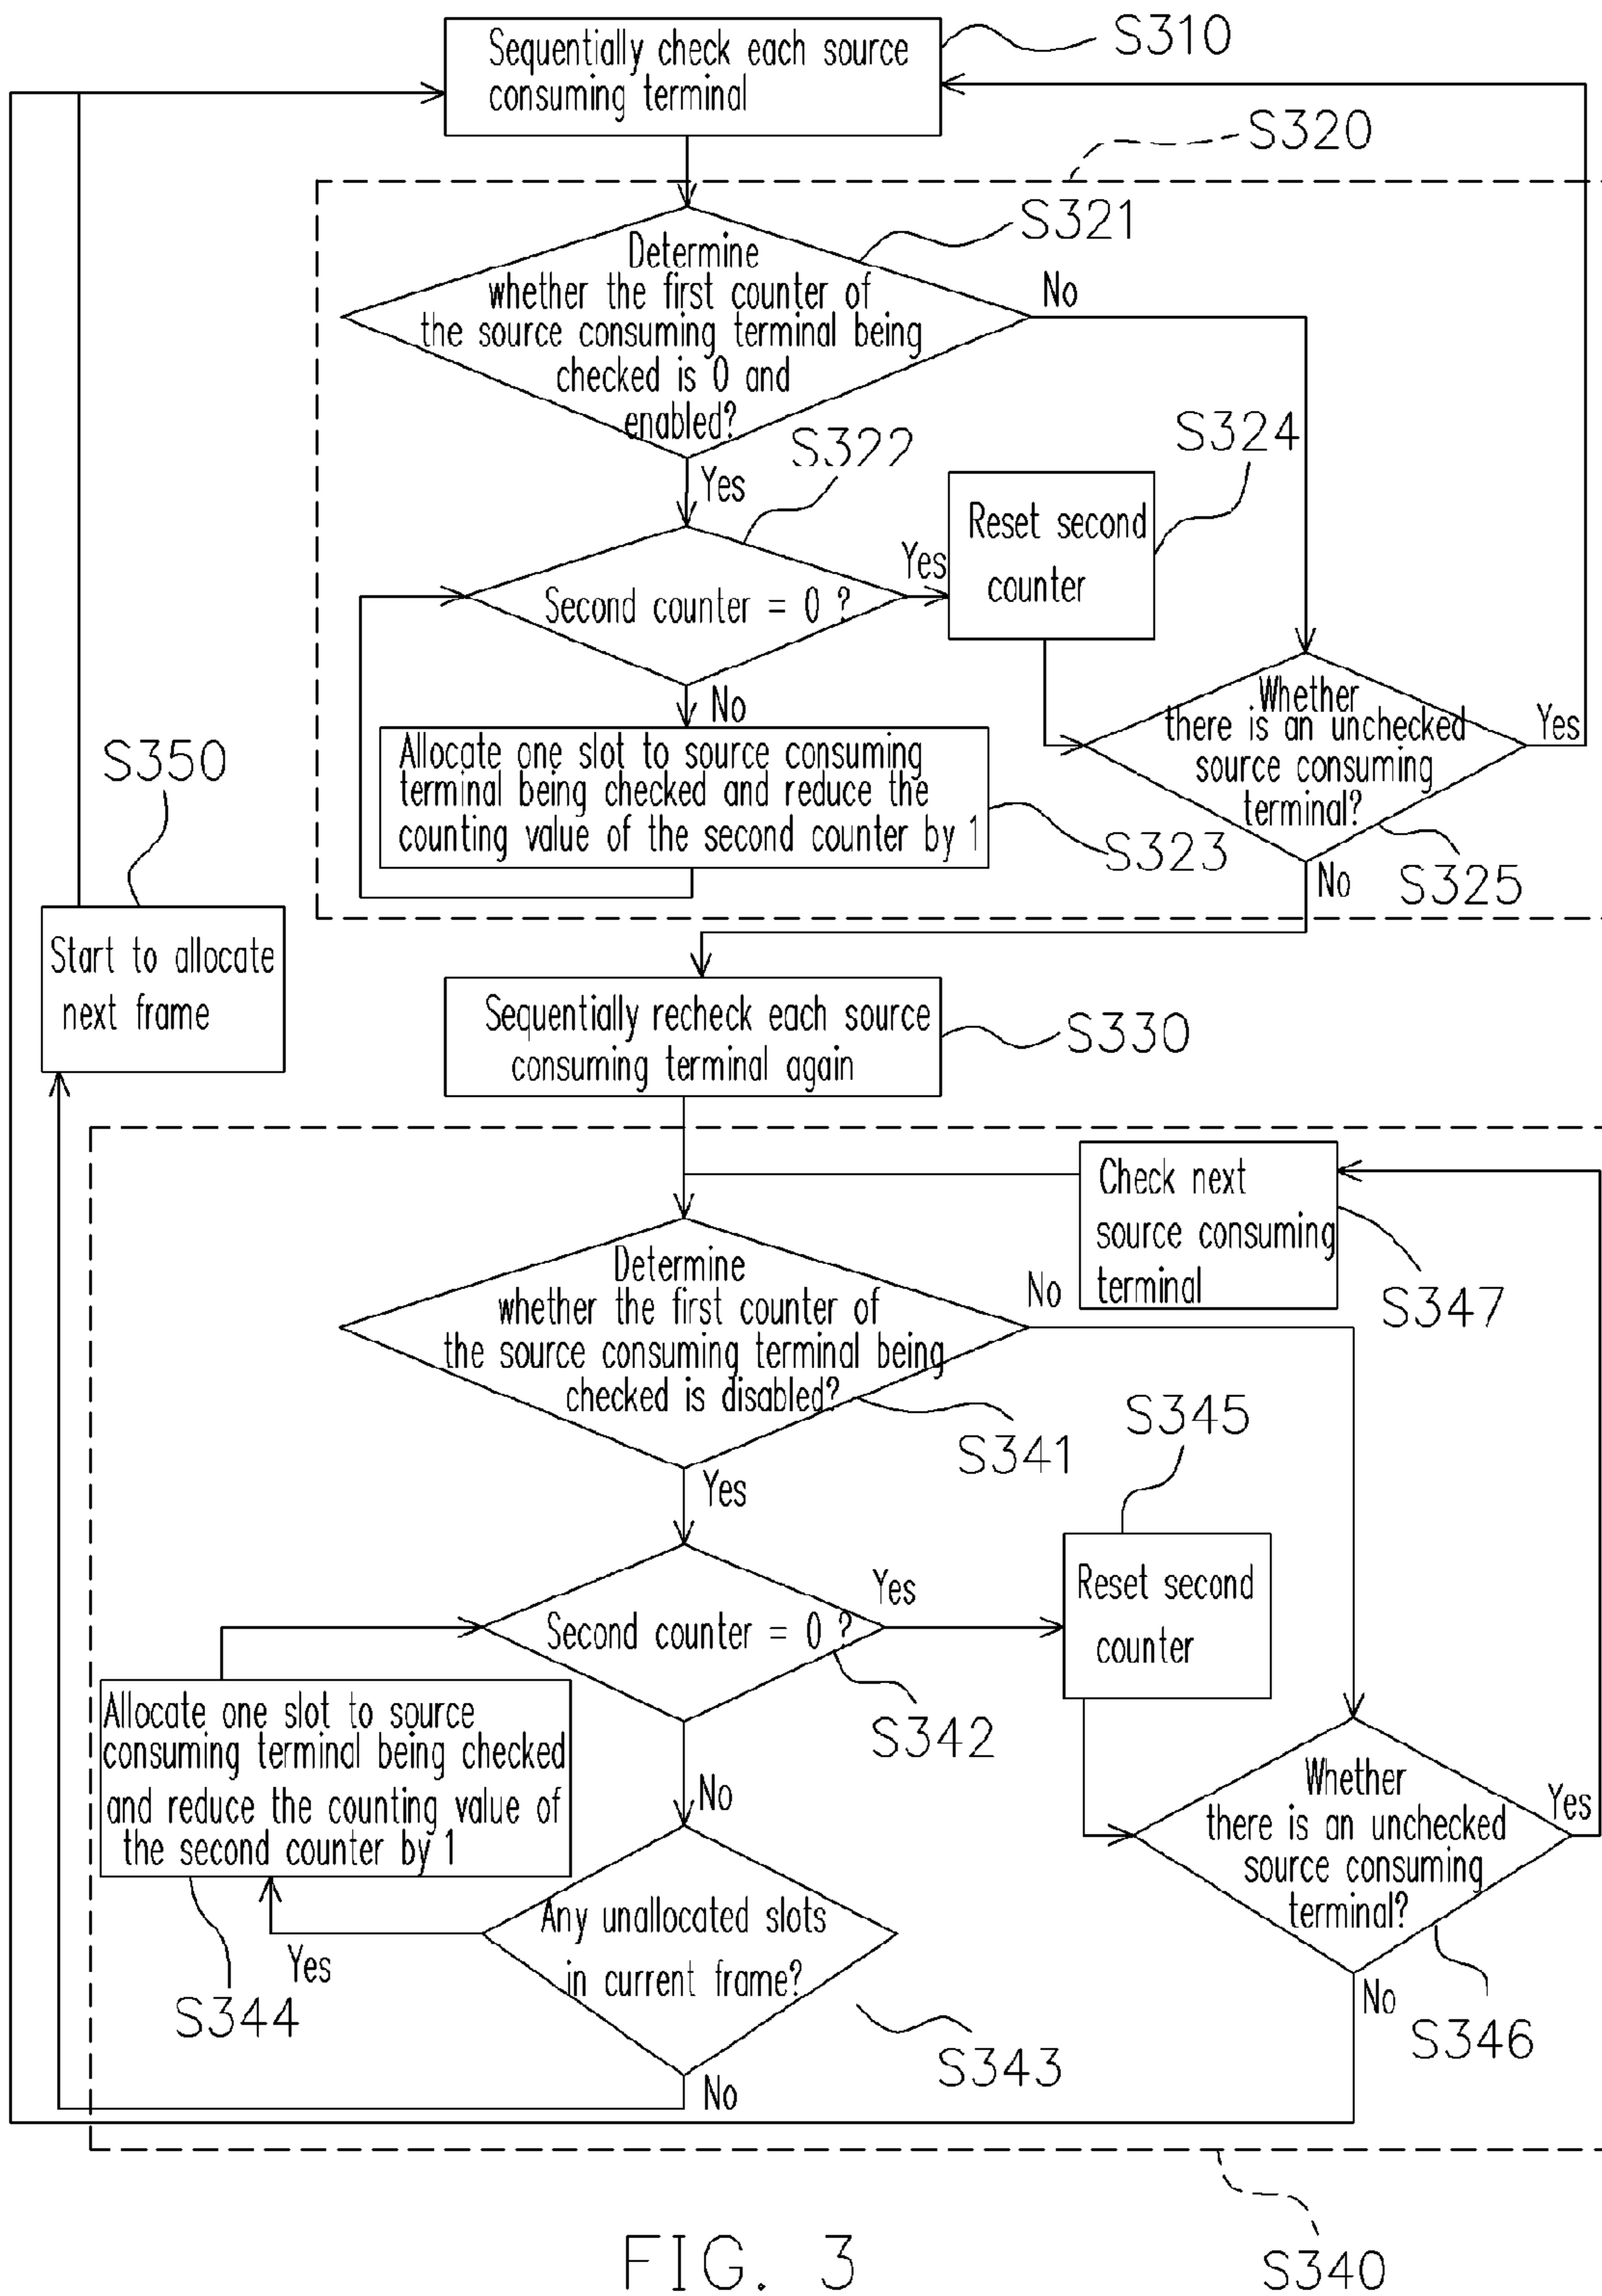 Sequentially check each source
consuming terminal
S310
S320
S321
Determine
whether the first counter of
the source consuming terminal being
checked is 0 and
enabled?
No
Yes
S322
S324
Reset second
counter
Second counter = 0 ?
Yes
No
Allocate one slot to source consuming
terminal being checked and reduce the
counting value of the second counter by 1
S323
Whether
there is an unchecked
source consuming
terminal?
Yes
No
S325
S350
Start to allocate
next frame
Sequentially recheck each source
consuming terminal again
S330
Check next
source consuming
terminal
S347
Determine
whether the first counter of
the source consuming terminal being
checked is disabled?
No
S341
Yes
S345
Reset second
counter
Second counter = 0 ?
Yes
S342
No
Allocate one slot to source
consuming terminal being checked
and reduce the counting value of
the second counter by 1
S344
Any unallocated slots
in current frame?
Yes
S343
No
Whether
there is an unchecked
source consuming
terminal?
Yes
No
S346
S340
FIG. 3